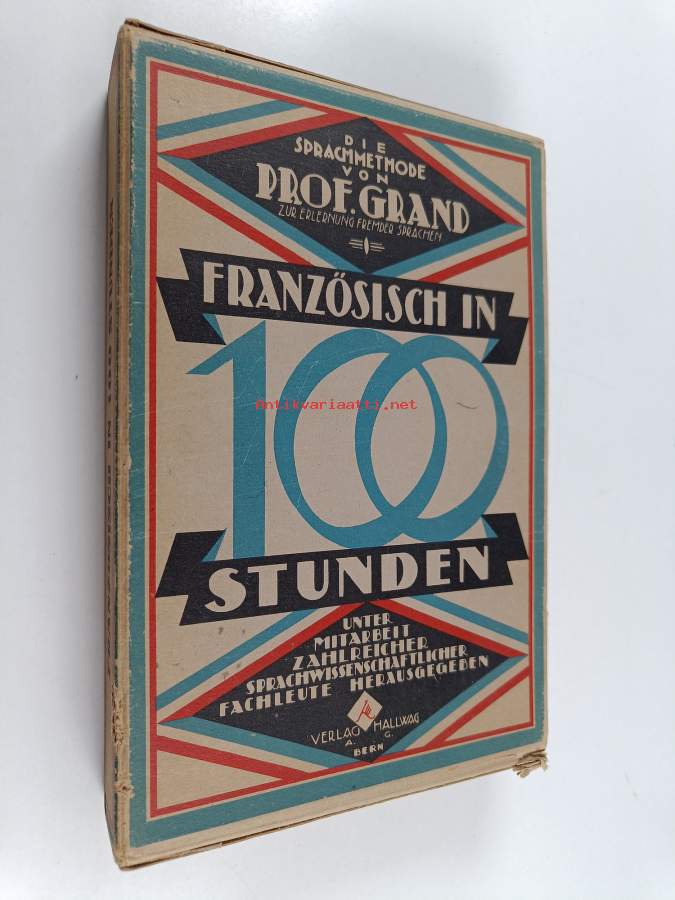 DIE
SPRACHMETHODE
VON
PROF. GRAND
ZUR ERLERNUNG FREMDER SPRACHEN
FRANZÖSISCH IN
100
Antikvariaatti.net
STUNDEN
UNTER
MITARBEIT
ZAHLREICHER
SPRACHWISSENSCHAFTLICHER
FACHLEUTE HERAUSGEGEBEN
VERLAG HALLWAG
A. G.
BERN